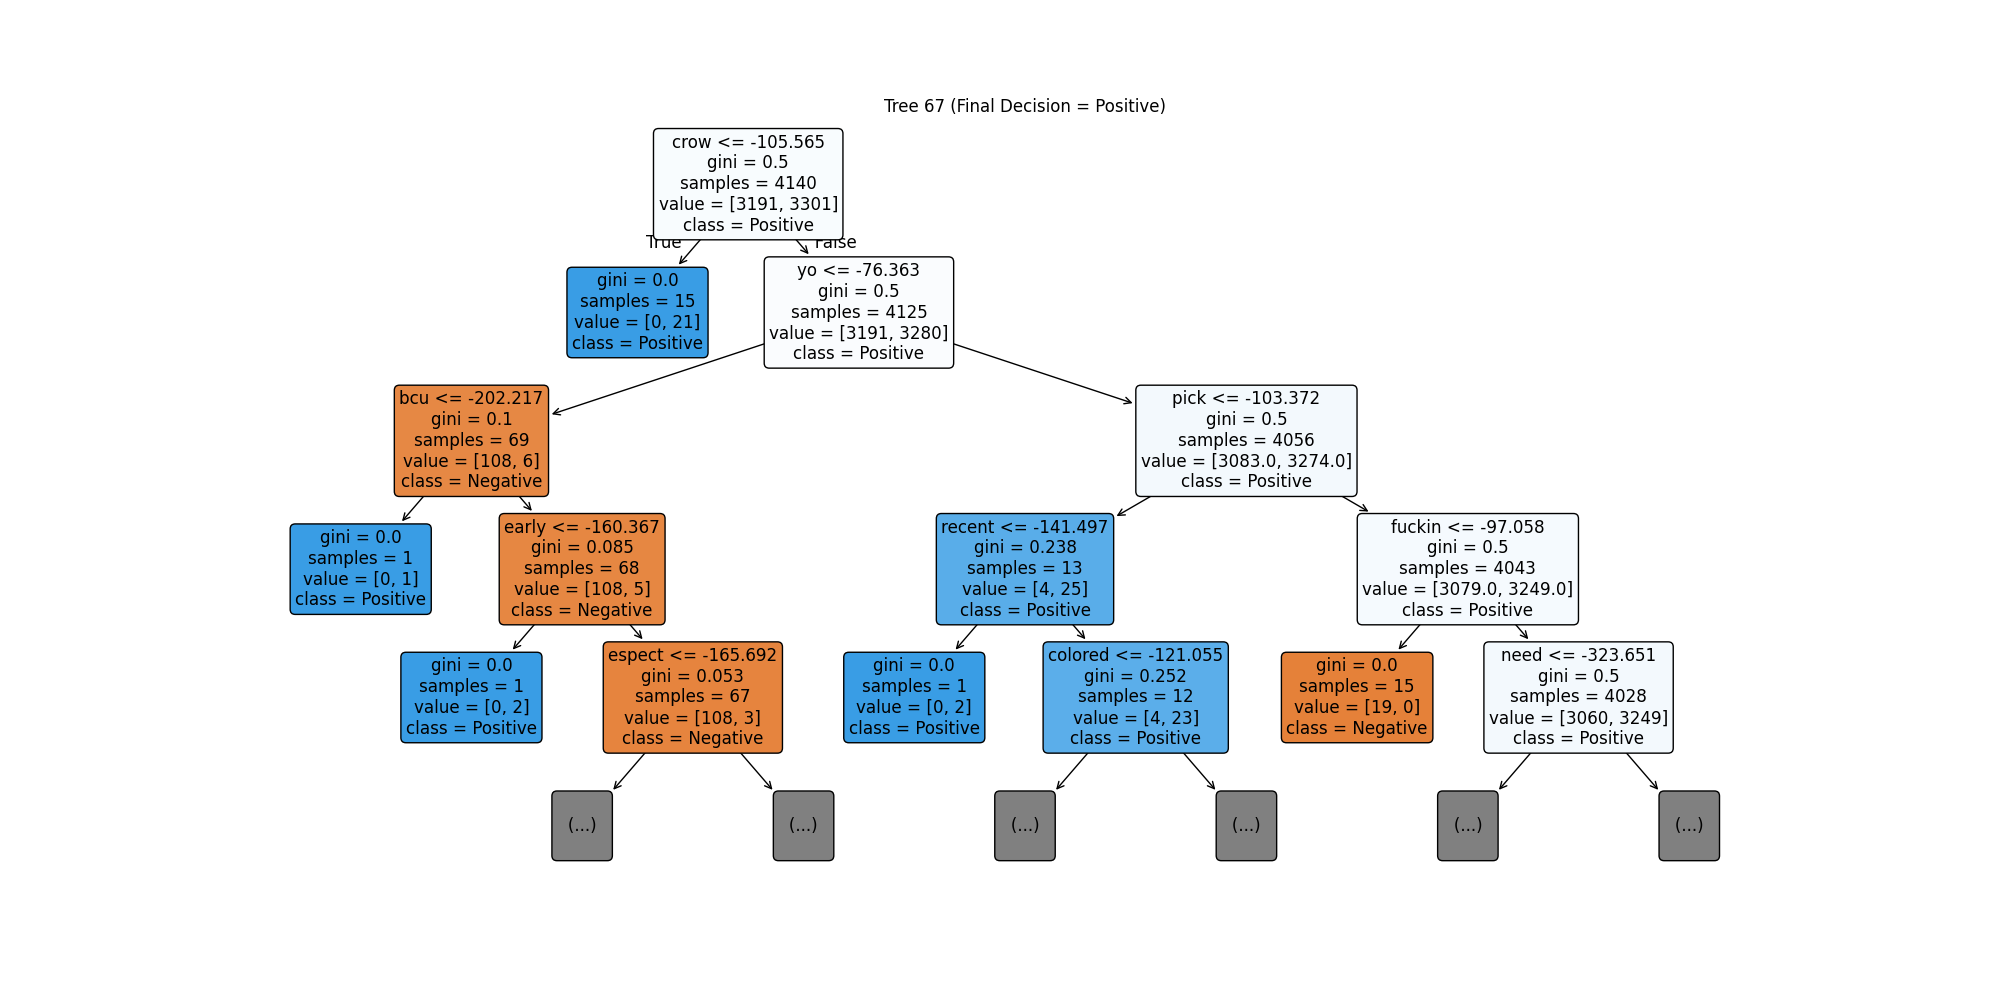 Tree 67 (Final Decision = Positive)
crow <= -105.565
gini = 0.5
samples = 4140
value = [3191, 3301]
class = Positive
True
False
gini = 0.0
samples = 15
value = [0, 21]
class = Positive
yo <= -76.363
gini = 0.5
samples = 4125
value = [3191, 3280]
class = Positive
bcu <= -202.217
gini = 0.1
samples = 69
value = [108, 6]
class = Negative
pick <= -103.372
gini = 0.5
samples = 4056
value = [3083.0, 3274.0]
class = Positive
gini = 0.0
samples = 1
value = [0, 1]
class = Positive
early <= -160.367
gini = 0.085
samples = 68
value = [108, 5]
class = Negative
recent <= -141.497
gini = 0.238
samples = 13
value = [4, 25]
class = Positive
fuckin <= -97.058
gini = 0.5
samples = 4043
value = [3079.0, 3249.0]
class = Positive
gini = 0.0
samples = 1
value = [0, 2]
class = Positive
espect <= -165.692
gini = 0.053
samples = 67
value = [108, 3]
class = Negative
gini = 0.0
samples = 1
value = [0, 2]
class = Positive
colored <= -121.055
gini = 0.252
samples = 12
value = [4, 23]
class = Positive
gini = 0.0
samples = 15
value = [19, 0]
class = Negative
need <= -323.651
gini = 0.5
samples = 4028
value = [3060, 3249]
class = Positive
(...)
(...)
(...)
(...)
(...)
(...)